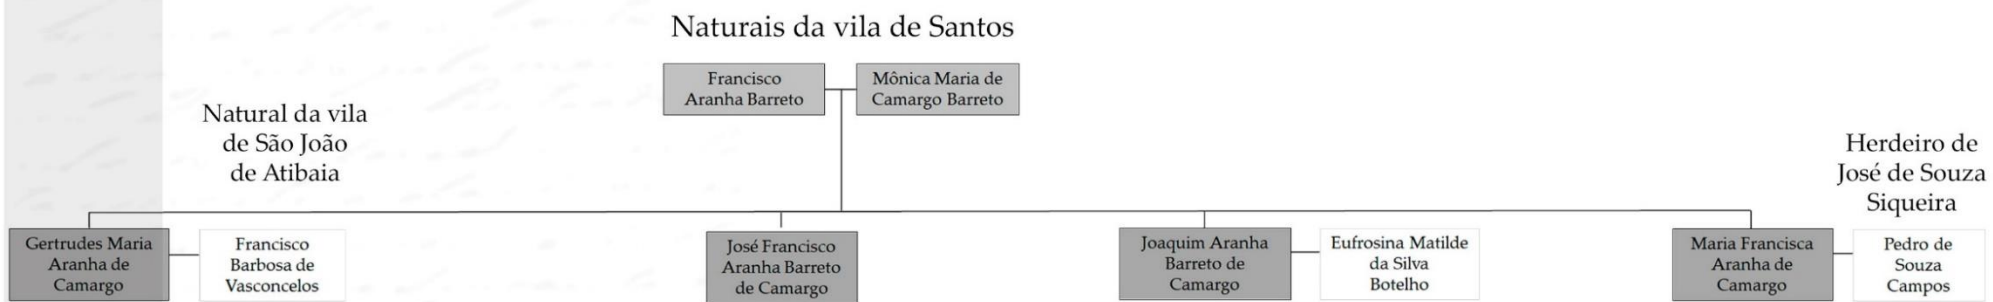 Naturais da vila de Santos
Francisco
Aranha Barreto
Mônica Maria de
Camargo Barreto
Natural da vila
de São João
de Atibaia
Herdeiro de
José de Souza
Siqueira
Gertrudes Maria
Aranha de
Camargo
Francisco
Barbosa de
Vasconcelos
José Francisco
Aranha Barreto
de Camargo
Joaquim Aranha
Barreto de
Camargo
Eufrosina Matilde
da Silva
Botelho
Maria Francisca
Aranha de
Camargo
Pedro de
Souza
Campos